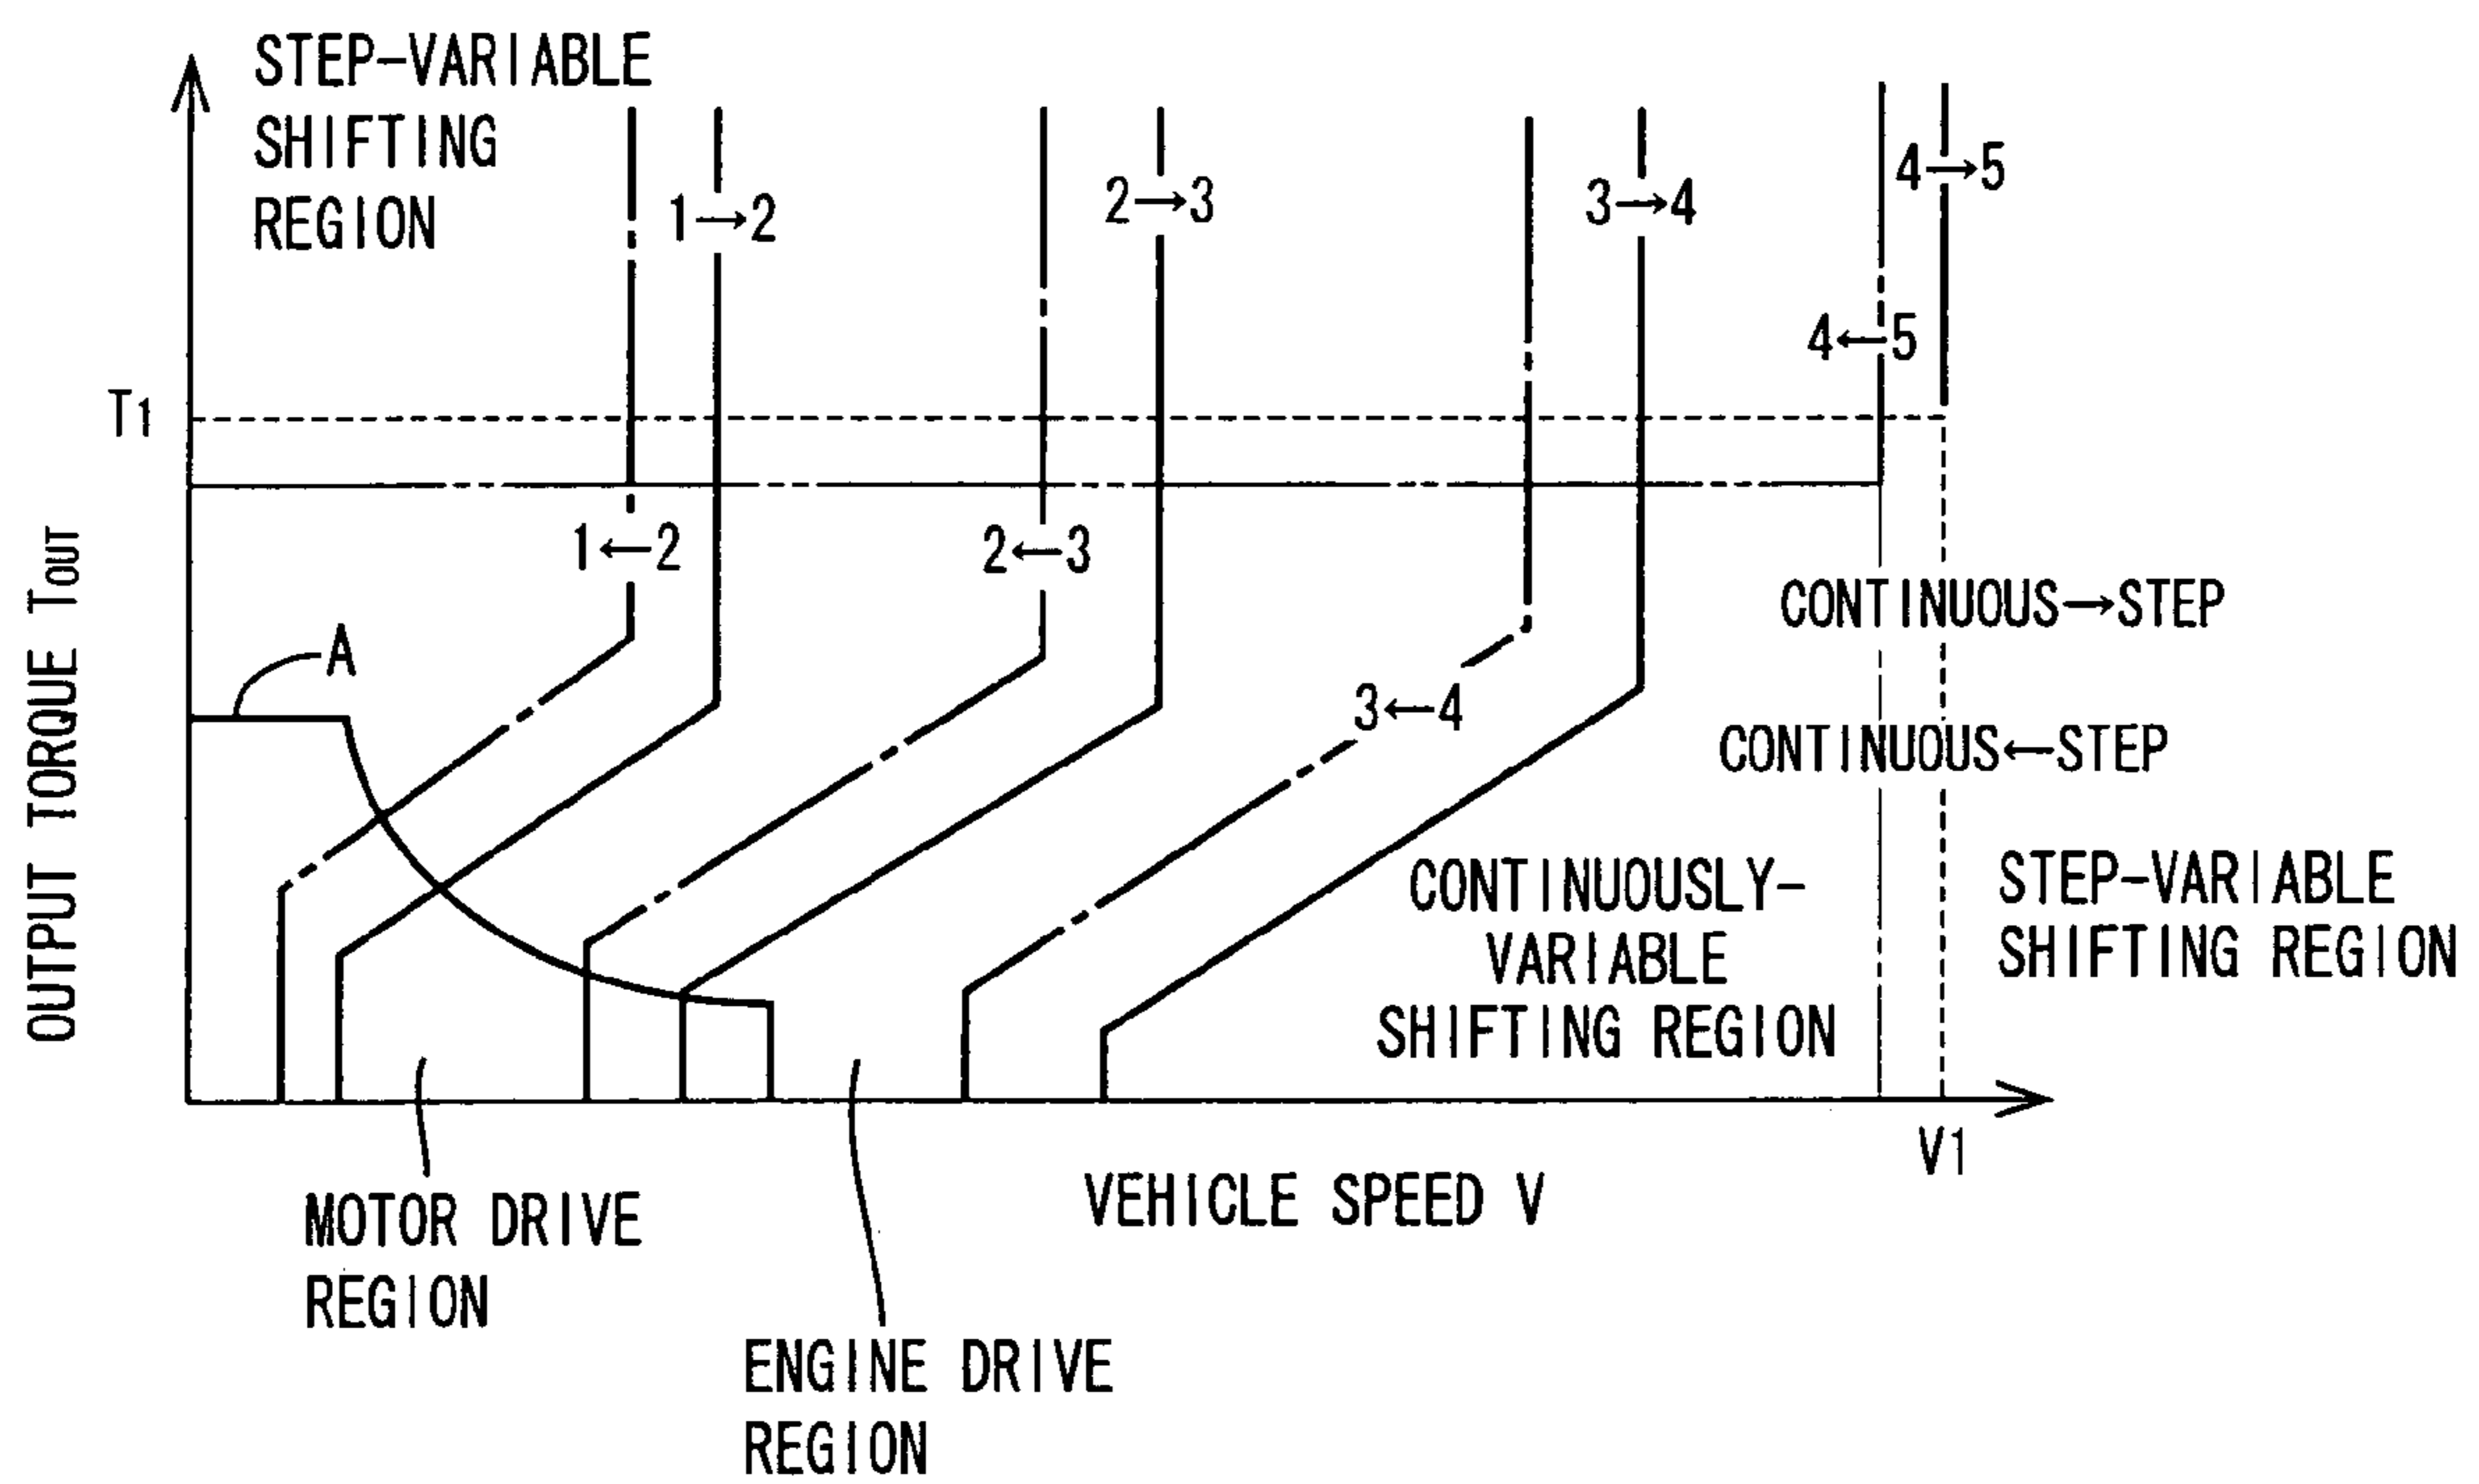 STEP-VARIABLE
SHIFTING
REGION
1→2
2→3
3→4
4→5
4←5
T1
1←2
2←3
CONTINUOUS→STEP
A
3←4
CONTINUOUS←STEP
OUTPUT TORQUE TOUT
CONTINUOUSLY-
VARIABLE
SHIFTING REGION
STEP-VARIABLE
SHIFTING REGION
V1
VEHICLE SPEED V
MOTOR DRIVE
REGION
ENGINE DRIVE
REGION